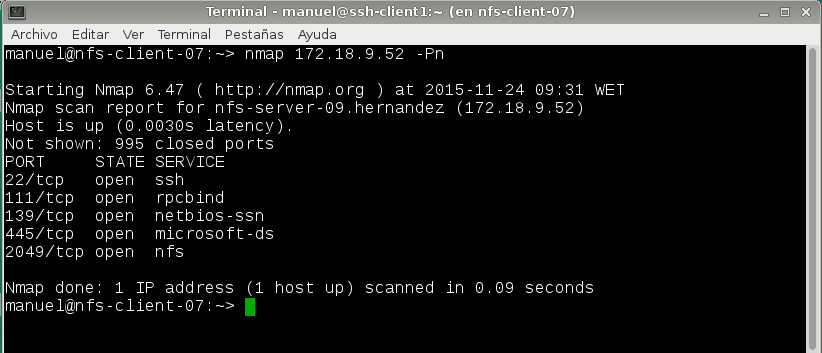 Terminal - manuel@ssh-client1:~ (en nfs-client-07)
Archivo Editar Ver Terminal Pestañas Ayuda
manuel@nfs-client-07:~> nmap 172.18.9.52 -Pn
Starting Nmap 6.47 ( http://nmap.org ) at 2015-11-24 09:31 WET
Nmap scan report for nfs-server-09.hernandez (172.18.9.52)
Host is up (0.0030s latency).
Not shown: 995 closed ports
PORT     STATE SERVICE
22/tcp   open  ssh
111/tcp  open  rpcbind
139/tcp  open  netbios-ssn
445/tcp  open  microsoft-ds
2049/tcp open  nfs
Nmap done: 1 IP address (1 host up) scanned in 0.09 seconds
manuel@nfs-client-07:~>